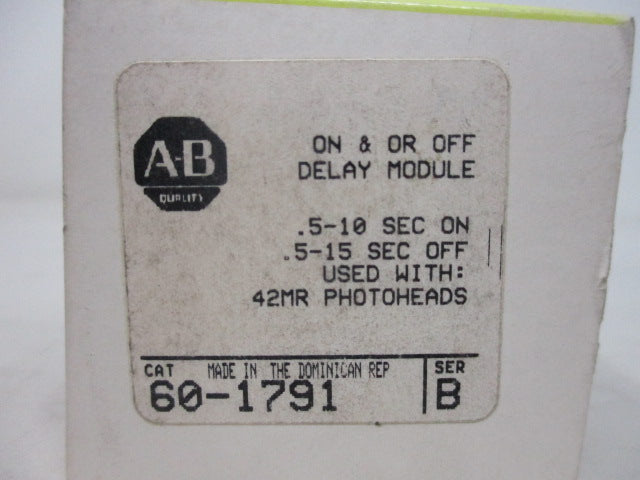 A-B
QUALITY
ON & OR OFF
DELAY MODULE
.5-10 SEC ON
.5-15 SEC OFF
USED WITH:
42MR PHOTOHEADS
CAT MADE IN THE DOMINICAN REP SER
60-1791 B